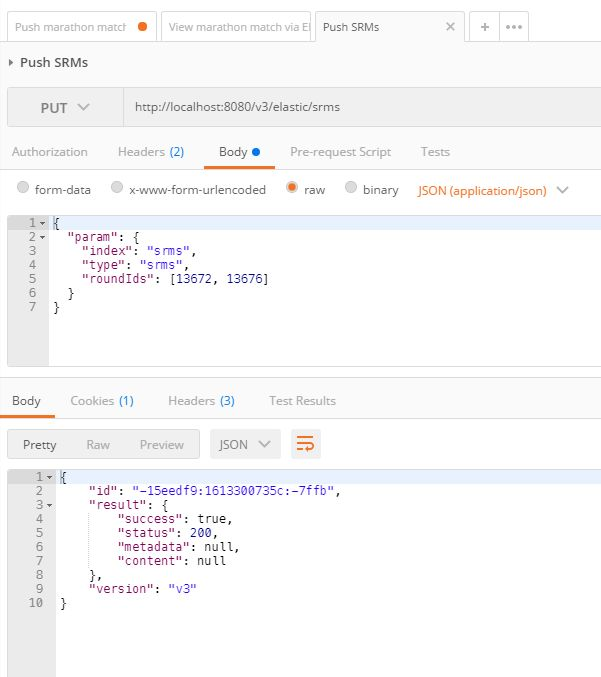 Push marathon match View marathon match via El Push SRMs
Push SRMs
PUT http://localhost:8080/v3/elastic/srms
Authorization Headers (2) Body Pre-request Script Tests
form-data x-www-form-urlencoded raw binary JSON (application/json)
1 {
2 "param": {
3 "index": "srms",
4 "type": "srms",
5 "roundIds": [13672, 13676]
6 }
7 }
Body Cookies (1) Headers (3) Test Results
Pretty Raw Preview JSON
1 {
2 "id": "-15eedf9:1613300735c:-7ffb",
3 "result": {
4 "success": true,
5 "status": 200,
6 "metadata": null,
7 "content": null
8 },
9 "version": "v3"
10 }